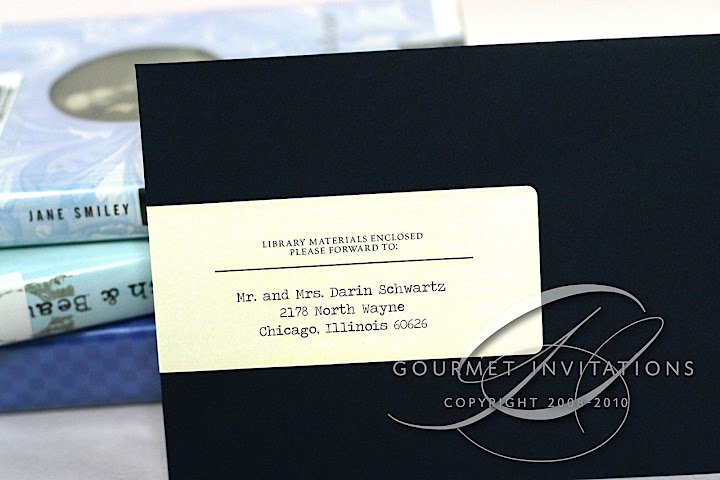 JANE SMILEY
& Beau
LIBRARY MATERIALS ENCLOSED
PLEASE FORWARD TO:
Mr. and Mrs. Darin Schwartz
2178 North Wayne
Chicago, Illinois 60626
GOURMET INVITATIONS
COPYRIGHT 2008-2010